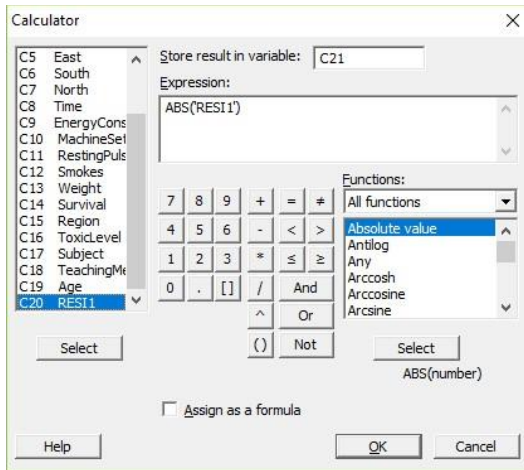 Calculator
C5 East
C6 South
C7 North
C8 Time
C9 EnergyCons
C10 MachineSet
C11 RestingPuls
C12 Smokes
C13 Weight
C14 Survival
C15 Region
C16 ToxicLevel
C17 Subject
C18 TeachingMe
C19 Age
C20 RESI1
Select
Store result in variable: C21
Expression:
ABS('RESI1')
7 8 9 + = ≠
4 5 6 - < >
1 2 3 * ≤ ≥
0 . [] / And
^ Or
() Not
Functions:
All functions
Absolute value
Antilog
Any
Arccosh
Arccosine
Arcsine
Select
ABS(number)
Assign as a formula
Help
OK
Cancel